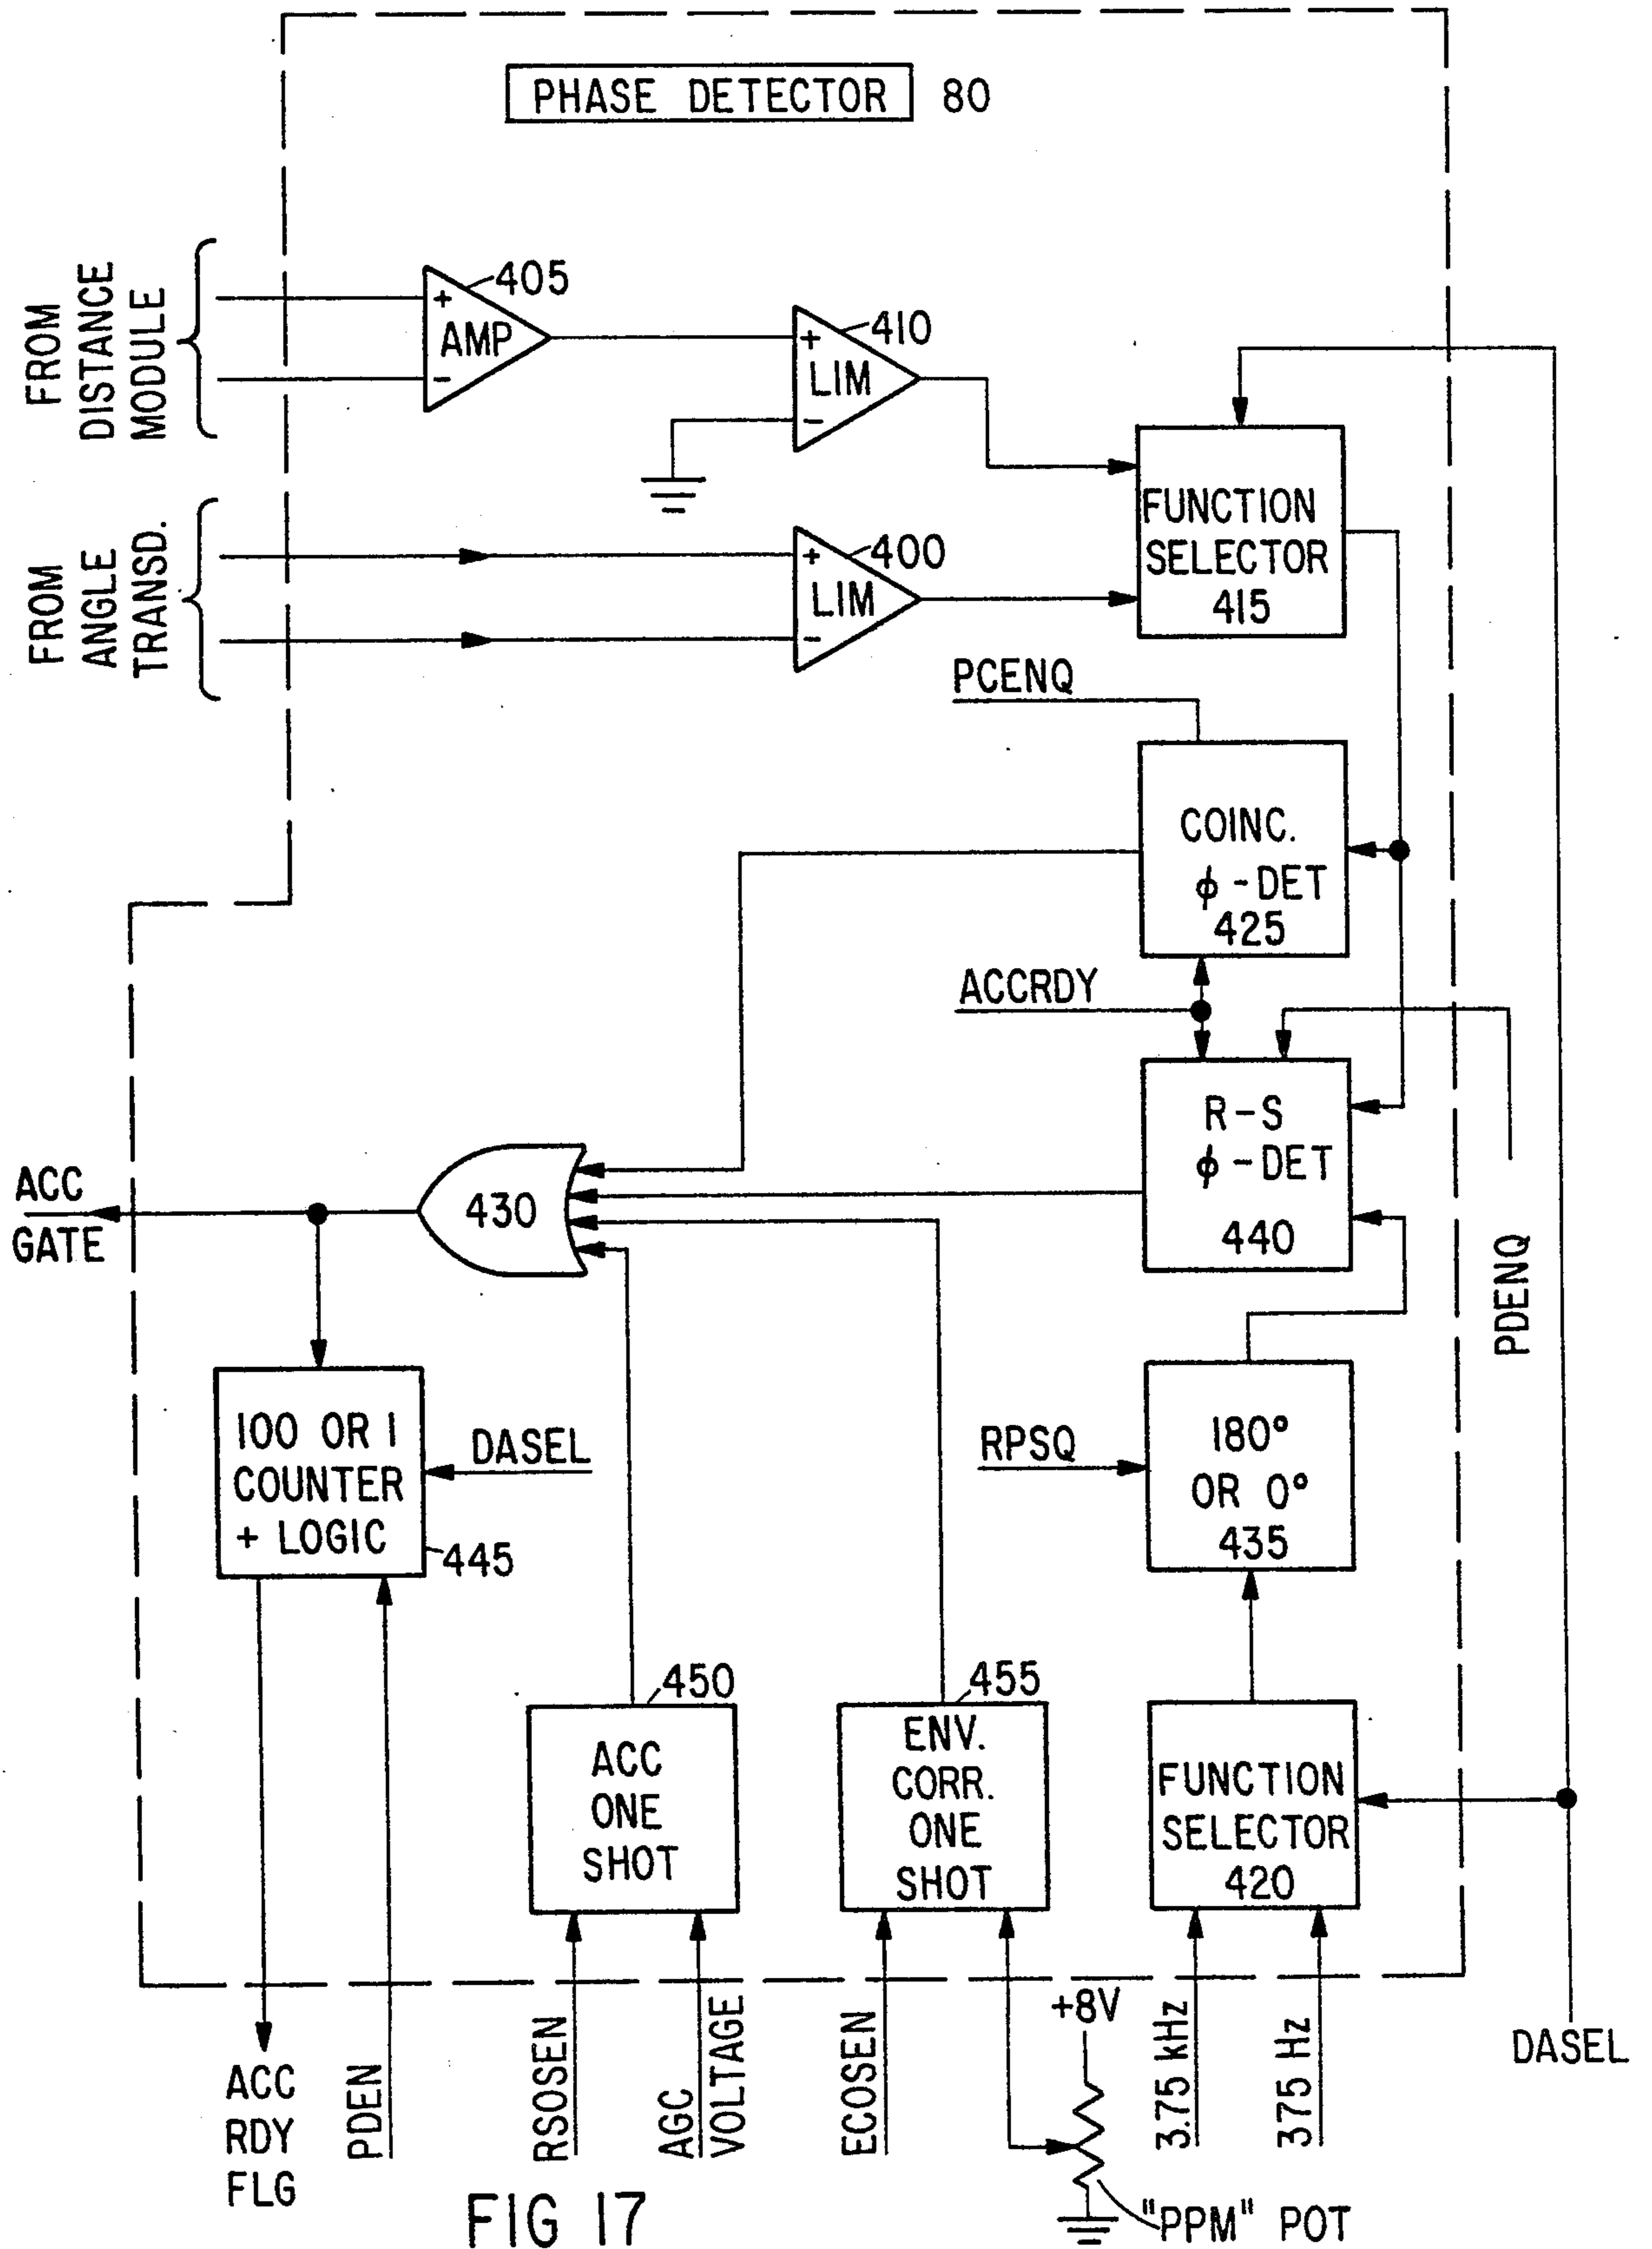 PHASE DETECTOR 80
FROM
DISTANCE
MODULE
+
AMP
-
405
+
LIM
-
410
FROM
ANGLE
TRANSD.
+
LIM
-
400
FUNCTION
SELECTOR
415
PCENQ
COINC.
ϕ-DET
425
ACCRDY
R-S
ϕ-DET
440
PDENQ
ACC
GATE
430
100 OR 1
COUNTER
+ LOGIC
445
DASEL
RPSQ
180°
OR 0°
435
450
ACC
ONE
SHOT
455
ENV.
CORR.
ONE
SHOT
FUNCTION
SELECTOR
420
ACC
RDY
FLG
PDEN
RSOSEN
AGC
VOLTAGE
ECOSEN
+8V
"PPM" POT
3.75 kHz
375 Hz
DASEL
FIG 17